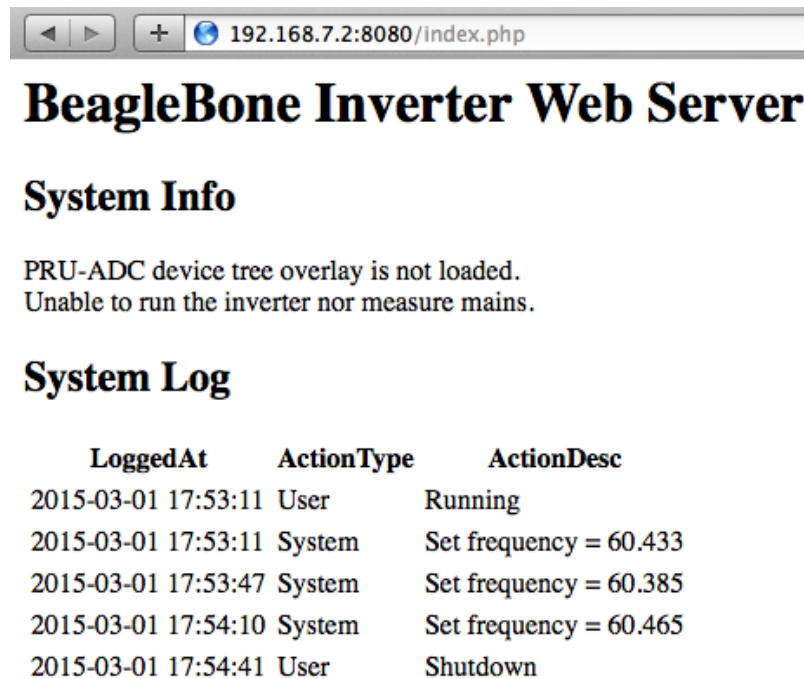 192.168.7.2:8080/index.php
BeagleBone Inverter Web Server
System Info
PRU-ADC device tree overlay is not loaded.
Unable to run the inverter nor measure mains.
System Log
LoggedAt ActionType ActionDesc
2015-03-01 17:53:11 User Running
2015-03-01 17:53:11 System Set frequency = 60.433
2015-03-01 17:53:47 System Set frequency = 60.385
2015-03-01 17:54:10 System Set frequency = 60.465
2015-03-01 17:54:41 User Shutdown